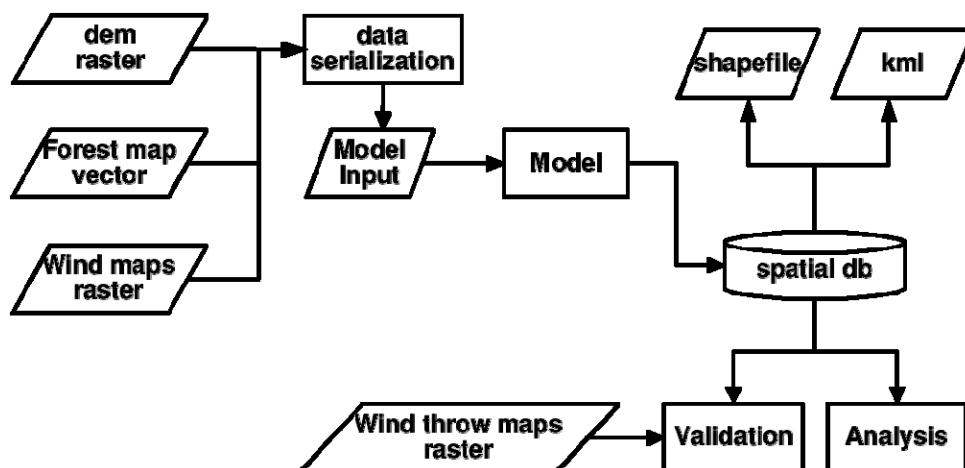 dem
raster
data
serialization
shapefile
kml
Forest map
vector
Model
Input
Model
Wind maps
raster
spatial db
Wind throw maps
raster
Validation
Analysis